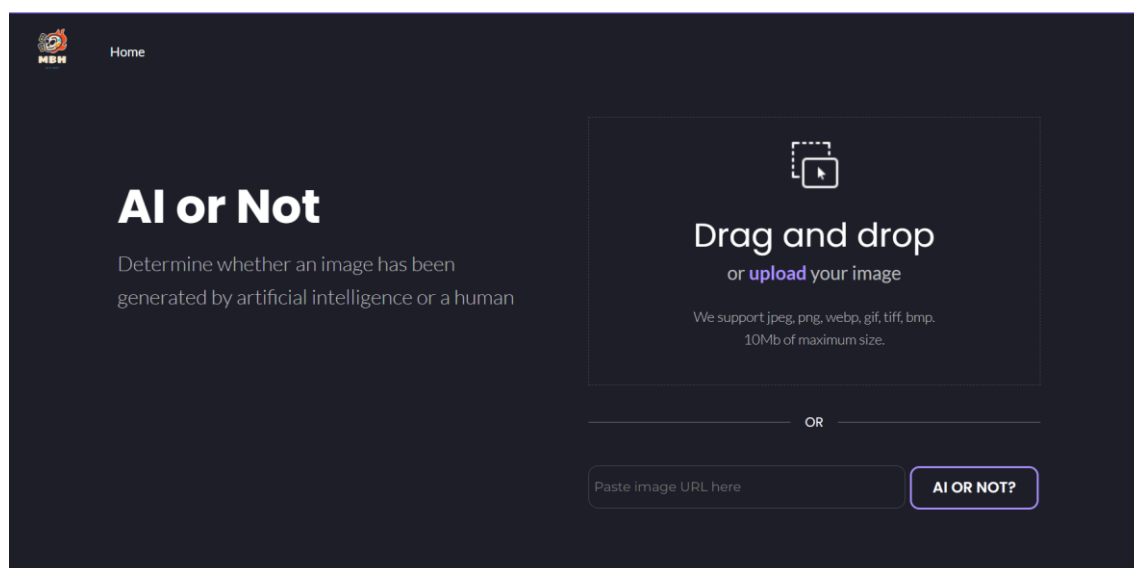 MBH
Home
AI or Not
Determine whether an image has been
generated by artificial intelligence or a human
Drag and drop
or upload your image
We support jpeg, png, webp, gif, tiff, bmp.
10Mb of maximum size.
OR
Paste image URL here
AI OR NOT?